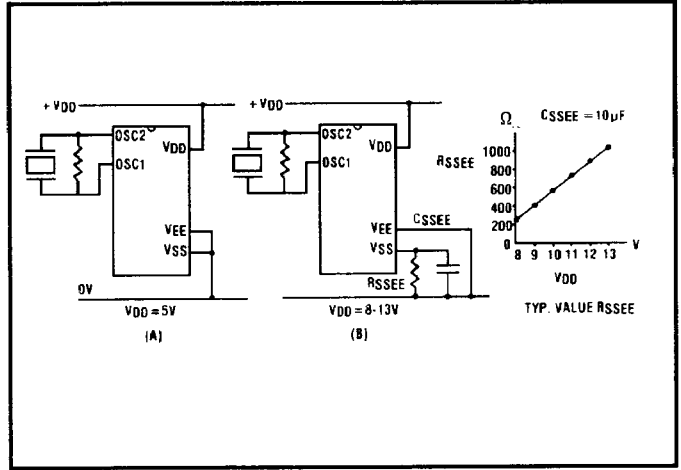 + VDD
OSC2
VDD
OSC1
VEE
VSS
0V
VDD = 5V
(A)
+ VDD
OSC2
VDD
OSC1
VEE
CSSEE
VSS
RSSEE
VDD = 8-13V
(B)
Ω
CSSEE = 10µF
RSSEE
1000
800
600
400
200
0
8 9 10 11 12 13
V
VDD
TYP. VALUE RSSEE